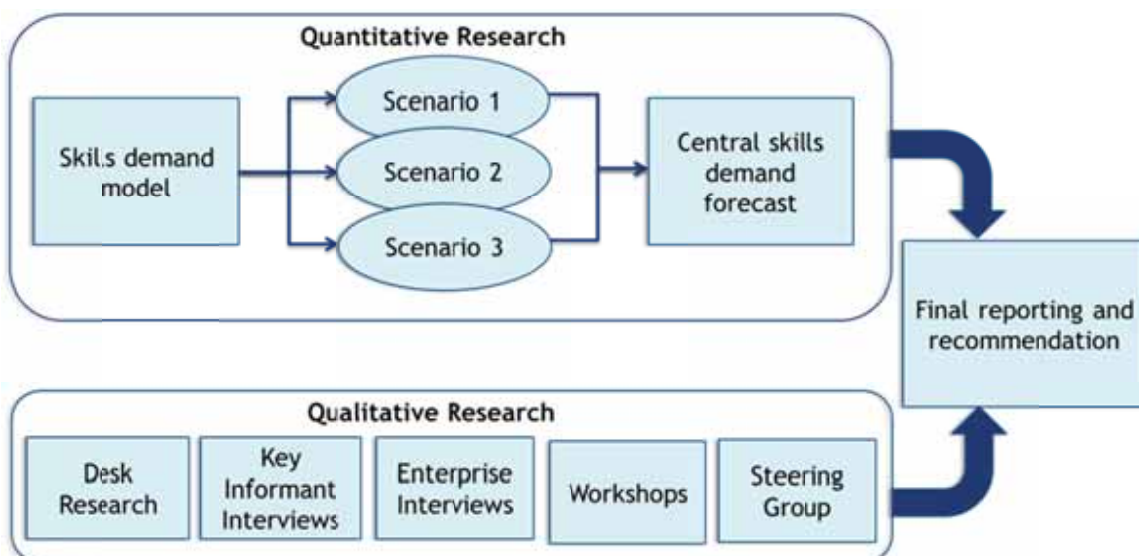 Quantitative Research
Skills demand
model
Scenario 1
Scenario 2
Scenario 3
Central skills
demand
forecast
Final reporting and
recommendation
Qualitative Research
Desk
Research
Key
Informant
Interviews
Enterprise
Interviews
Workshops
Steering
Group